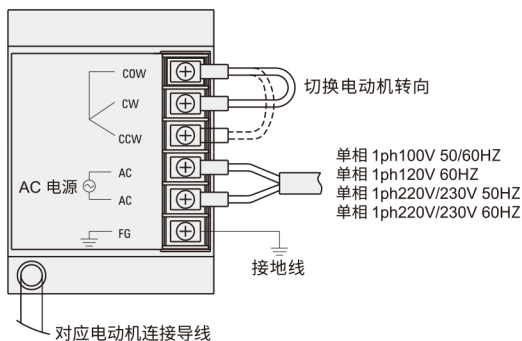 COW
CW
CCW
AC 电源
AC
AC
FG
切换电动机转向
单相 1ph100V 50/60HZ
单相 1ph120V 60HZ
单相 1ph220V/230V 50HZ
单相 1ph220V/230V 60HZ
接地线
对应电动机连接导线